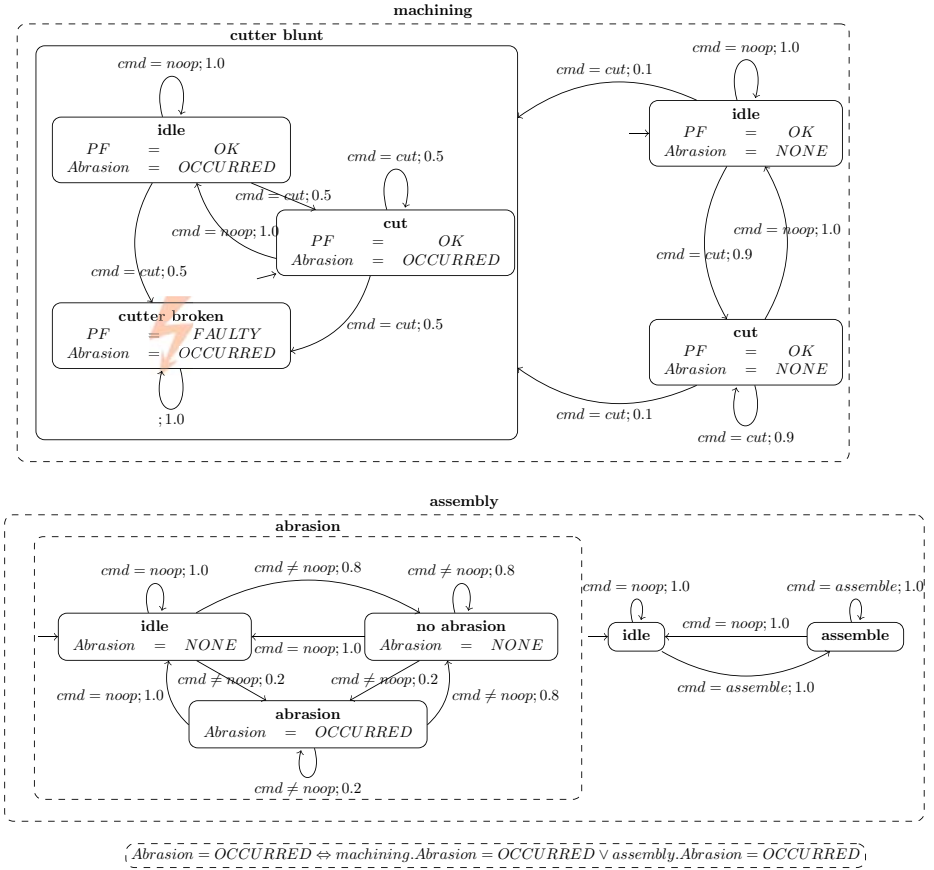 machining
cutter blunt
cmd = noop; 1.0
idle
PF = OK
Abrasion = OCCURRED
cmd = cut; 0.5
cmd = cut; 0.5
cut
PF = OK
Abrasion = OCCURRED
cmd = noop; 1.0
cmd = cut; 0.5
cutter broken
PF = FAULTY
Abrasion = OCCURRED
cmd = cut; 0.5
; 1.0
cmd = cut; 0.1
cmd = noop; 1.0
idle
PF = OK
Abrasion = NONE
cmd = noop; 1.0
cmd = cut; 0.9
cut
PF = OK
Abrasion = NONE
cmd = cut; 0.1
cmd = cut; 0.9
assembly
abrasion
cmd = noop; 1.0
cmd ≠ noop; 0.8
cmd ≠ noop; 0.8
idle
Abrasion = NONE
no abrasion
Abrasion = NONE
cmd = noop; 1.0
cmd ≠ noop; 0.2
cmd ≠ noop; 0.2
cmd = noop; 1.0
cmd ≠ noop; 0.8
abrasion
Abrasion = OCCURRED
cmd ≠ noop; 0.2
cmd = noop; 1.0
cmd = assemble; 1.0
idle
cmd = noop; 1.0
assemble
cmd = assemble; 1.0
Abrasion = OCCURRED ⇔ machining.Abrasion = OCCURRED ∨ assembly.Abrasion = OCCURRED